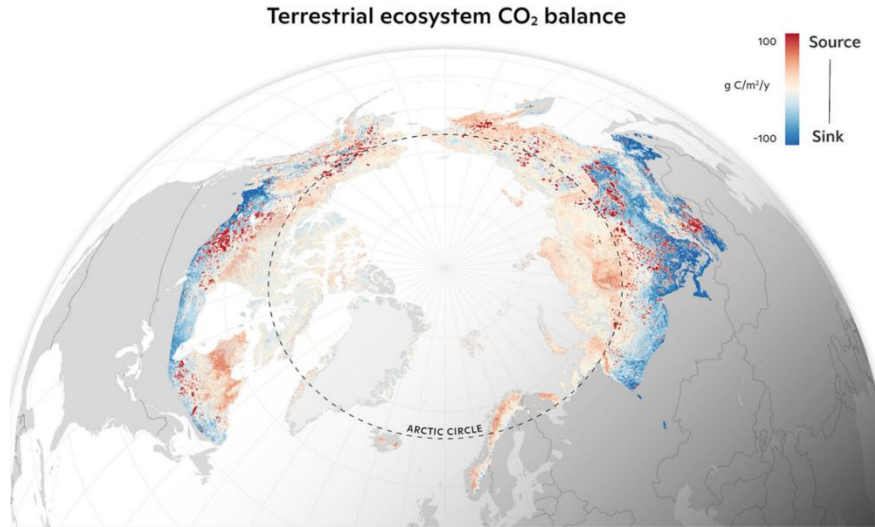 Terrestrial ecosystem CO₂ balance
100
Source
g C/m²/y
-100
Sink
ARCTIC CIRCLE